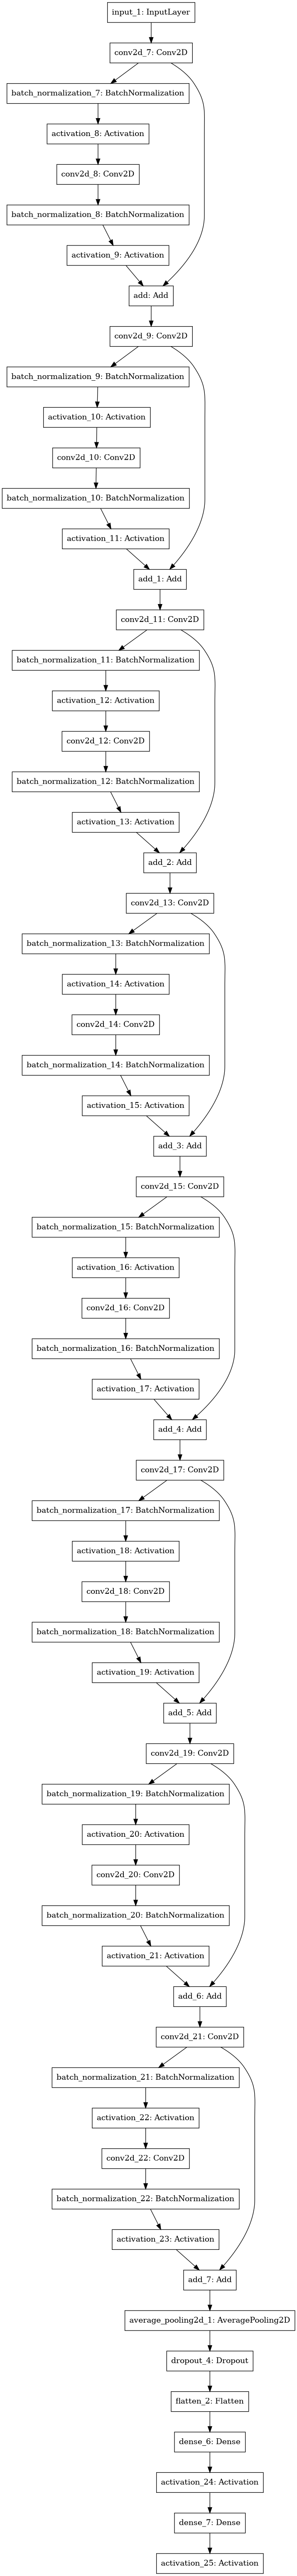 input_1: InputLayer
conv2d_7: Conv2D
batch_normalization_7: BatchNormalization
activation_8: Activation
conv2d_8: Conv2D
batch_normalization_8: BatchNormalization
activation_9: Activation
add: Add
conv2d_9: Conv2D
batch_normalization_9: BatchNormalization
activation_10: Activation
conv2d_10: Conv2D
batch_normalization_10: BatchNormalization
activation_11: Activation
add_1: Add
conv2d_11: Conv2D
batch_normalization_11: BatchNormalization
activation_12: Activation
conv2d_12: Conv2D
batch_normalization_12: BatchNormalization
activation_13: Activation
add_2: Add
conv2d_13: Conv2D
batch_normalization_13: BatchNormalization
activation_14: Activation
conv2d_14: Conv2D
batch_normalization_14: BatchNormalization
activation_15: Activation
add_3: Add
conv2d_15: Conv2D
batch_normalization_15: BatchNormalization
activation_16: Activation
conv2d_16: Conv2D
batch_normalization_16: BatchNormalization
activation_17: Activation
add_4: Add
conv2d_17: Conv2D
batch_normalization_17: BatchNormalization
activation_18: Activation
conv2d_18: Conv2D
batch_normalization_18: BatchNormalization
activation_19: Activation
add_5: Add
conv2d_19: Conv2D
batch_normalization_19: BatchNormalization
activation_20: Activation
conv2d_20: Conv2D
batch_normalization_20: BatchNormalization
activation_21: Activation
add_6: Add
conv2d_21: Conv2D
batch_normalization_21: BatchNormalization
activation_22: Activation
conv2d_22: Conv2D
batch_normalization_22: BatchNormalization
activation_23: Activation
add_7: Add
average_pooling2d_1: AveragePooling2D
dropout_4: Dropout
flatten_2: Flatten
dense_6: Dense
activation_24: Activation
dense_7: Dense
activation_25: Activation